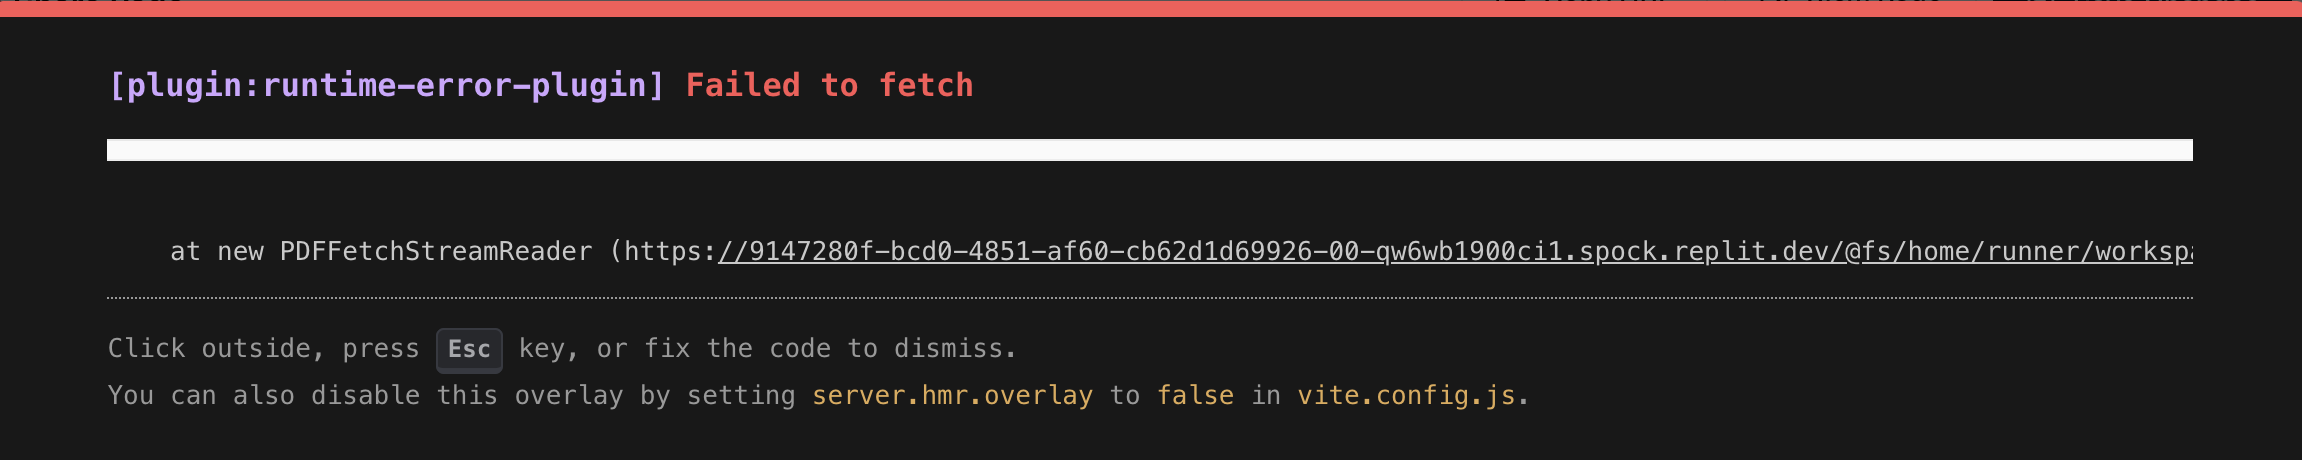 [plugin:runtime-error-plugin] Failed to fetch
at new PDFFetchStreamReader (https://9147280f-bcd0-4851-af60-cb62d1d69926-00-qw6wb1900ci1.spock.replit.dev/@fs/home/runner/workspa
Click outside, press Esc key, or fix the code to dismiss.
You can also disable this overlay by setting server.hmr.overlay to false in vite.config.js.